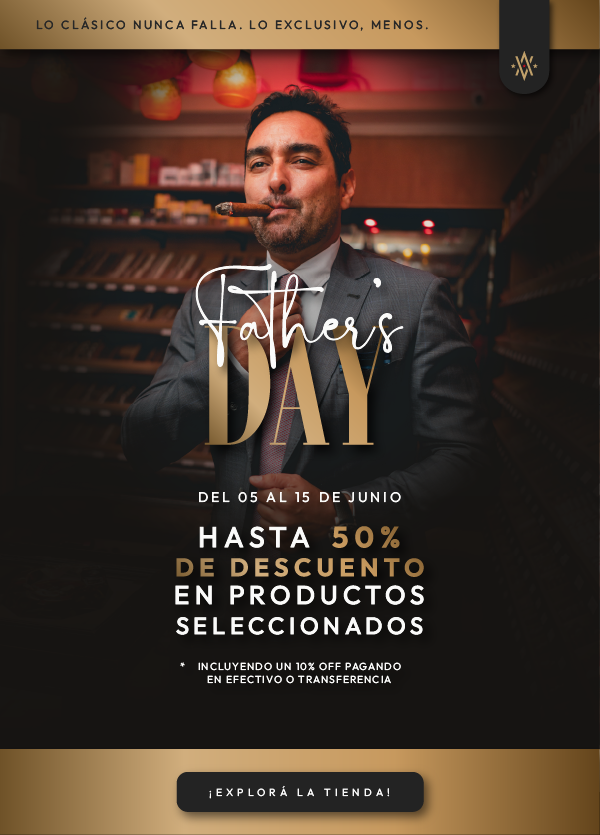 LO CLÁSICO NUNCA FALLA. LO EXCLUSIVO, MENOS.
Father's
DAY
DEL 05 AL 15 DE JUNIO
HASTA 50%
DE DESCUENTO
EN PRODUCTOS
SELECCIONADOS
* INCLUYENDO UN 10% OFF PAGANDO
EN EFECTIVO O TRANSFERENCIA
¡EXPLORÁ LA TIENDA!